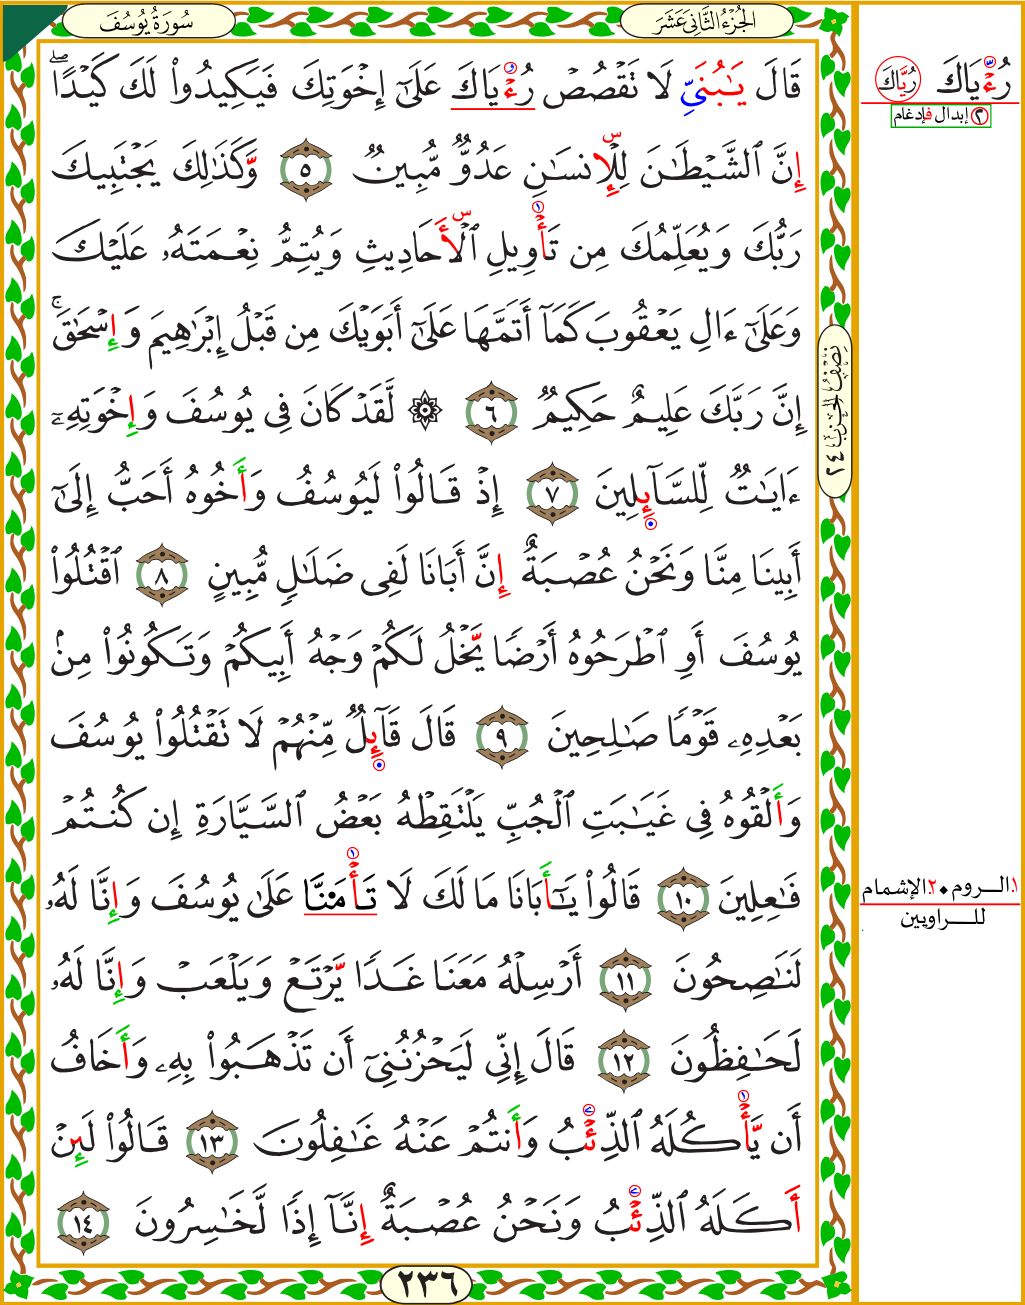 الجُزْءُ الثَّانِيَ عَشَرَ
سُورَةُ يُوسُفَ
قَالَ يَٰبُنَيِّ لَا تَقۡصُصۡ رُءۡيَاكَ عَلَىٰٓ إِخۡوَتِكَ فَيَكِيدُواْ لَكَ كَيۡدًاۖ
إِنَّ ٱلشَّيۡطَٰنَ لِلۡإِنسَٰنِ عَدُوّٞ مُّبِينٞ ٥ وَكَذَٰلِكَ يَجۡتَبِيكَ
رَبُّكَ وَيُعَلِّمُكَ مِن تَأۡوِيلِ ٱلۡأَحَادِيثِ وَيُتِمُّ نِعۡمَتَهُۥ عَلَيۡكَ
وَعَلَىٰٓ ءَالِ يَعۡقُوبَ كَمَآ أَتَمَّهَا عَلَىٰٓ أَبَوَيۡكَ مِن قَبۡلُ إِبۡرَٰهِيمَ وَإِسۡحَٰقَۚ
إِنَّ رَبَّكَ عَلِيمٌ حَكِيمٞ ٦ ۞ لَّقَدۡ كَانَ فِي يُوسُفَ وَإِخۡوَتِهِۦٓ
ءَايَٰتٞ لِّلسَّآئِلِينَ ٧ إِذۡ قَالُواْ لَيُوسُفُ وَأَخُوهُ أَحَبُّ إِلَىٰٓ
أَبِينَا مِنَّا وَنَحۡنُ عُصۡبَةٌ إِنَّ أَبَانَا لَفِي ضَلَٰلٖ مُّبِينٍ ٨ ٱقۡتُلُواْ
يُوسُفَ أَوِ ٱطۡرَحُوهُ أَرۡضٗا يَخۡلُ لَكُمۡ وَجۡهُ أَبِيكُمۡ وَتَكُونُواْ مِنۢ
بَعۡدِهِۦ قَوۡمٗا صَٰلِحِينَ ٩ قَالَ قَآئِلٞ مِّنۡهُمۡ لَا تَقۡتُلُواْ يُوسُفَ
وَأَلۡقُوهُ فِي غَيَٰبَتِ ٱلۡجُبِّ يَلۡتَقِطۡهُ بَعۡضُ ٱلسَّيَّارَةِ إِن كُنتُمۡ
فَٰعِلِينَ ١٠ قَالُواْ يَٰٓأَبَانَا مَا لَكَ لَا تَأۡمَ۬نَّا عَلَىٰ يُوسُفَ وَإِنَّا لَهُۥ
لَنَٰصِحُونَ ١١ أَرۡسِلۡهُ مَعَنَا غَدٗا يَرۡتَعۡ وَيَلۡعَبۡ وَإِنَّا لَهُۥ
لَحَٰفِظُونَ ١٢ قَالَ إِنِّي لَيَحۡزُنُنِيٓ أَن تَذۡهَبُواْ بِهِۦ وَأَخَافُ
أَن يَأۡكُلَهُ ٱلذِّئۡبُ وَأَنتُمۡ عَنۡهُ غَٰفِلُونَ ١٣ قَالُواْ لَئِنۡ
أَكَلَهُ ٱلذِّئۡبُ وَنَحۡنُ عُصۡبَةٌ إِنَّآ إِذٗا لَّخَٰسِرُونَ ١٤
٢٣٦
نِصْفُ الحِزْبِ ٢٤
رُءۡيَاكَ رُيَّاكَ
٢ إبدال فإدغام
١ الروم ٢ الإشمام
للراويين